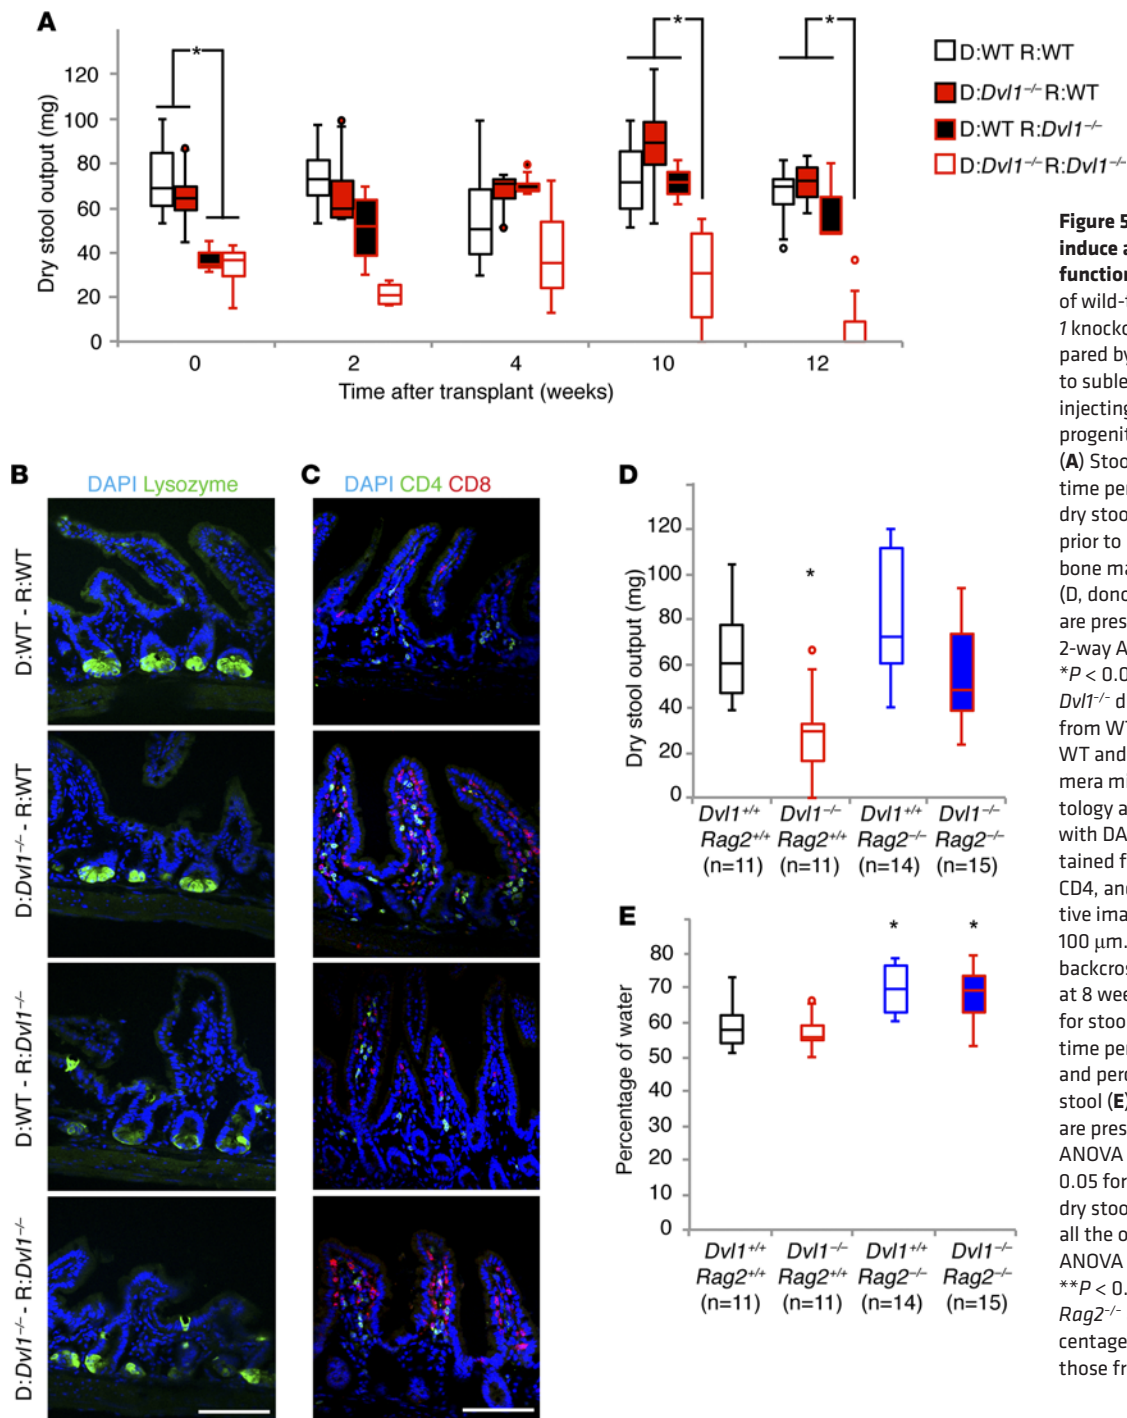 A
Dry stool output (mg)
120
100
80
60
40
20
0
*
*
*
0
2
4
10
12
Time after transplant (weeks)
D:WT R:WT
D:Dvl1⁻/⁻ R:WT
D:WT R:Dvl1⁻/⁻
D:Dvl1⁻/⁻ R:Dvl1⁻/⁻
B
DAPI Lysozyme
D:WT - R:WT
D:Dvl1⁻/⁻ - R:WT
D:WT - R:Dvl1⁻/⁻
D:Dvl1⁻/⁻ - R:Dvl1⁻/⁻
C
DAPI CD4 CD8
D
Dry stool output (mg)
120
100
80
60
40
20
0
*
Dvl1⁺/⁺ Dvl1⁻/⁻ Dvl1⁺/⁺ Dvl1⁻/⁻
Rag2⁺/⁺ Rag2⁺/⁺ Rag2⁻/⁻ Rag2⁻/⁻
(n=11) (n=11) (n=14) (n=15)
E
Percentage of water
80
70
60
50
40
30
20
10
0
* *
Dvl1⁺/⁺ Dvl1⁻/⁻ Dvl1⁺/⁺ Dvl1⁻/⁻
Rag2⁺/⁺ Rag2⁺/⁺ Rag2⁻/⁻ Rag2⁻/⁻
(n=11) (n=11) (n=14) (n=15)
Figure 5
induce a
function
of wild-t
1 knocko
pared by
to suble
injecting
progenit
(A) Stoo
time per
dry stoo
prior to
bone ma
(D, dono
are pres
2-way A
*P < 0.0
Dvl1⁻/⁻ d
from WT
WT and
mera mi
tology a
with DA
tained f
CD4, anc
tive ima
100 μm.
backcros
at 8 wee
for stoo
time per
and perc
stool (E)
are pres
ANOVA
0.05 for
dry stoo
all the o
ANOVA
**P < 0.
Rag2⁻/⁻
centage
those fr